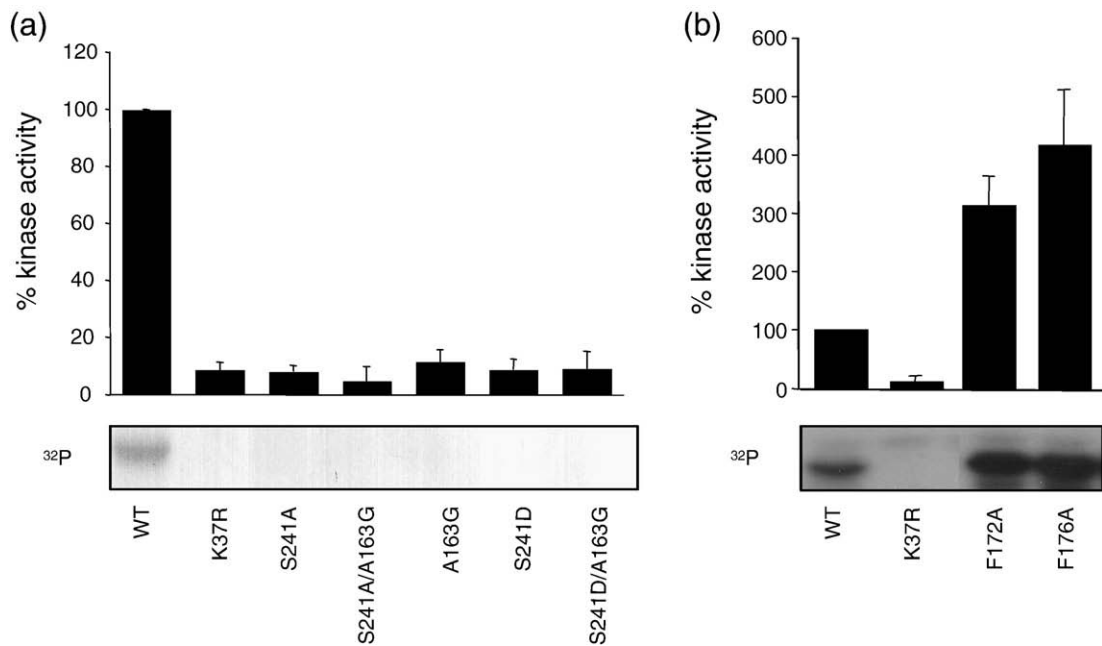 (a)
120
100
80
60
40
20
0
% kinase activity
³²P
WT
K37R
S241A
S241A/A163G
A163G
S241D
S241D/A163G
(b)
600
500
400
300
200
100
0
% kinase activity
³²P
WT
K37R
F172A
F176A